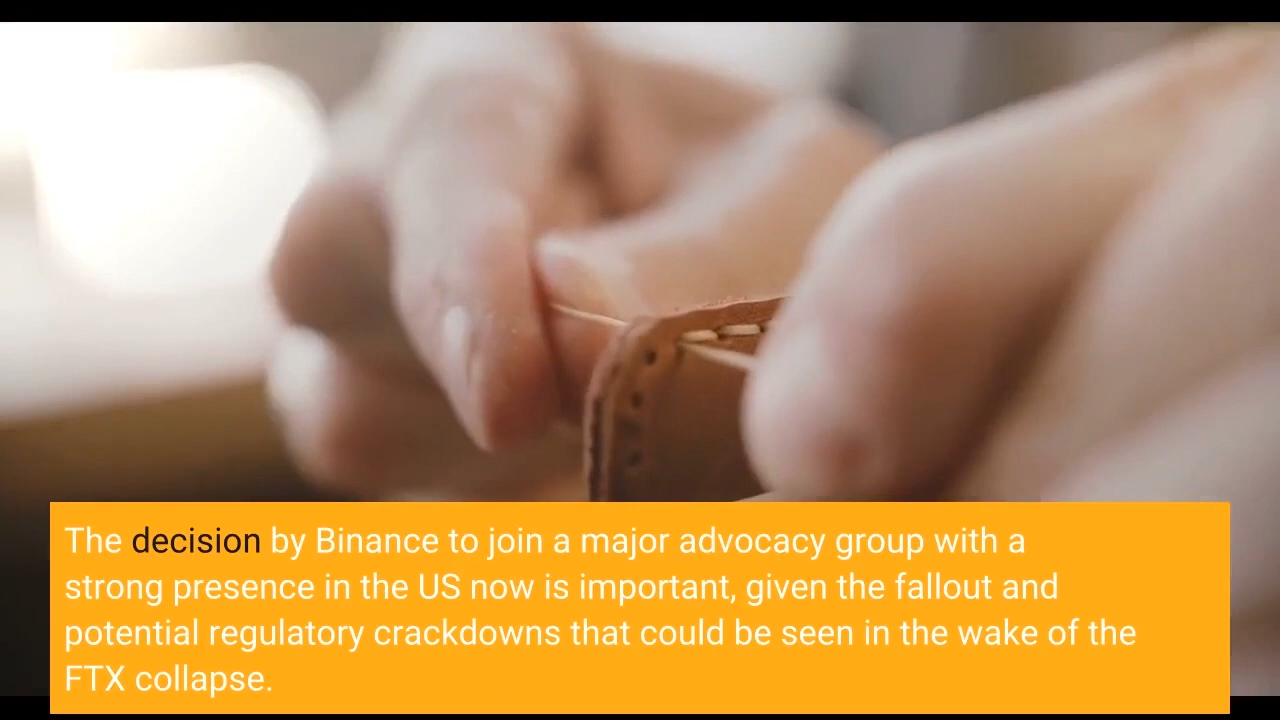 The decision by Binance to join a major advocacy group with a
strong presence in the US now is important, given the fallout and
potential regulatory crackdowns that could be seen in the wake of the
FTX collapse.